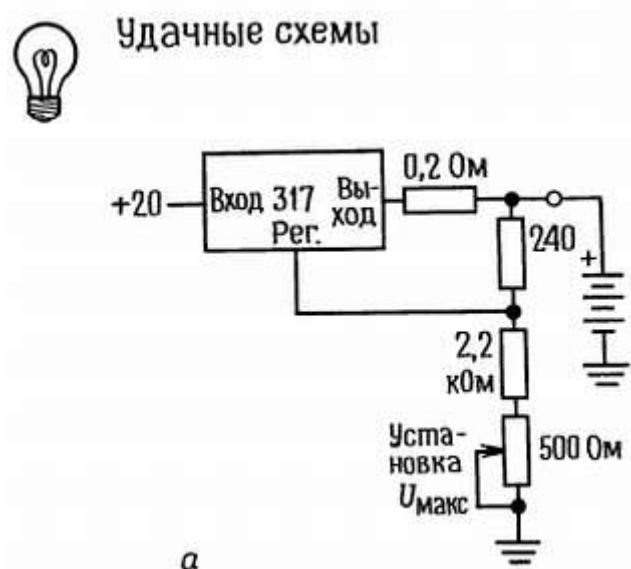 Удачные схемы
0,2 Ом
+20
Вход 317
Рег.
Вы-
ход
240
+
2,2
кОм
Уста-
новка
Uмакс
500 Ом
а